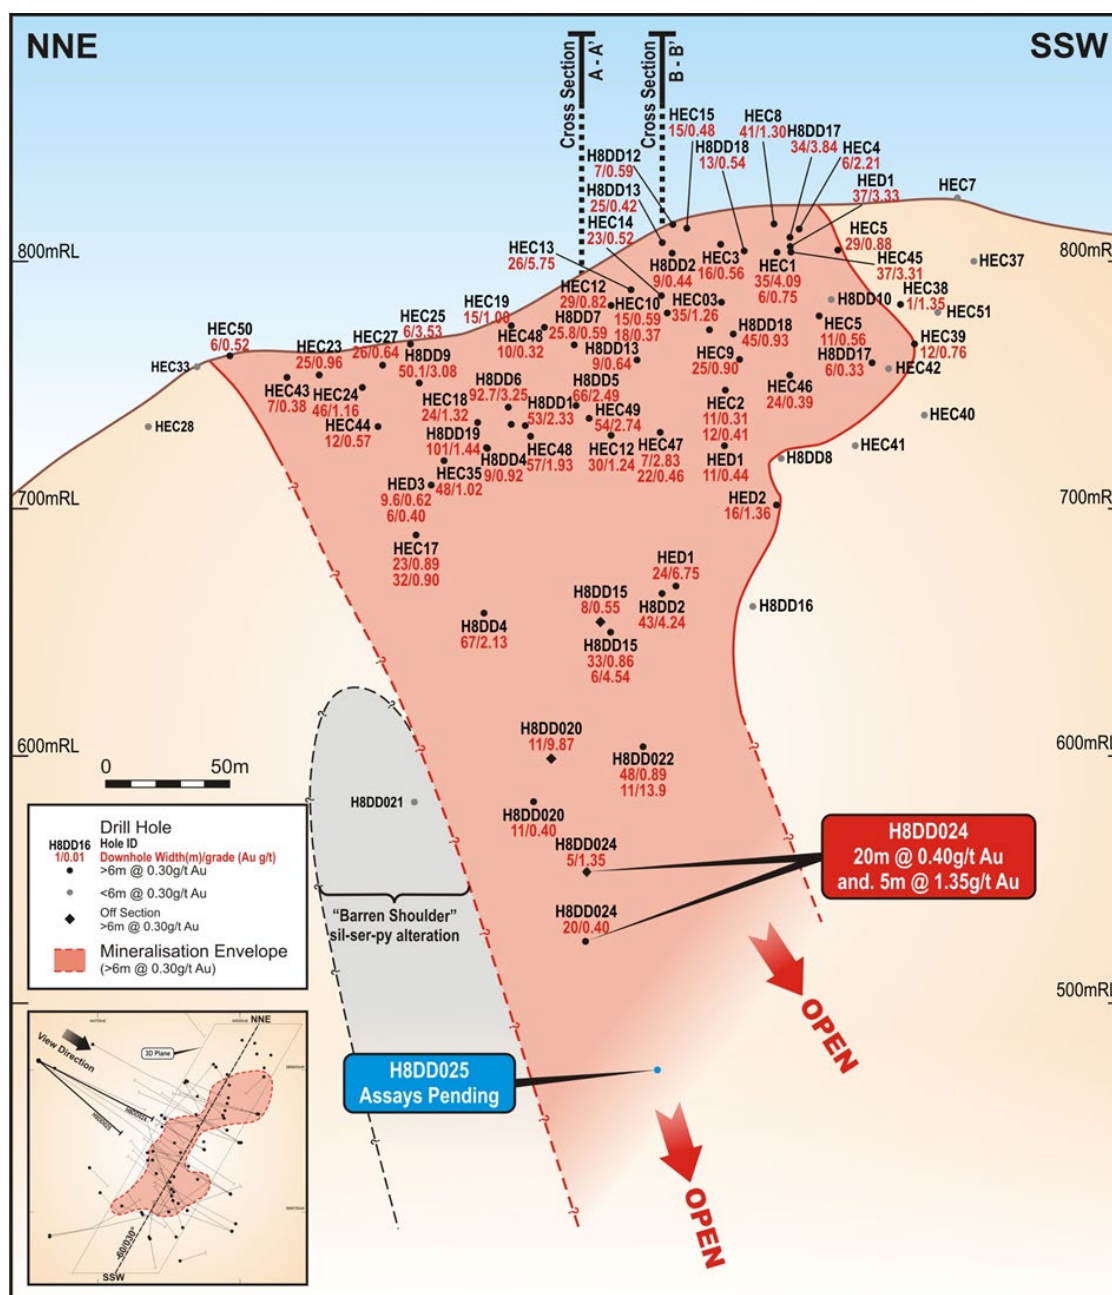 NNE
SSW
Cross Section
A - A'
Cross Section
B - B'
HEC15
15/0.48
HEC8
41/1.30
H8DD17
34/3.84
HEC4
6/2.21
H8DD12
7/0.59
H8DD18
13/0.54
HED1
37/3.33
HEC7
H8DD13
25/0.42
HEC14
23/0.52
HEC5
29/0.88
HEC13
26/5.75
800mRL
800mRL
H8DD2
9/0.44
HEC3
16/0.56
HEC1
35/4.09
6/0.75
HEC45
37/3.31
HEC37
HEC12
29/0.82
HEC10
15/0.59
18/0.37
HEC03
35/1.26
H8DD10
HEC38
1/1.35
HEC51
HEC19
15/1.00
HEC25
6/3.53
HEC50
6/0.52
HEC48
10/0.32
H8DD7
25.8/0.59
H8DD18
45/0.93
HEC5
11/0.56
HEC39
12/0.76
HEC27
26/0.64
HEC23
25/0.96
H8DD9
50.1/3.08
H8DD13
9/0.64
HEC9
25/0.90
H8DD17
6/0.33
HEC42
HEC33
HEC43
7/0.38
HEC24
46/1.16
H8DD6
92.7/3.25
H8DD5
66/2.49
HEC46
24/0.39
HEC18
24/1.32
H8DD1
53/2.33
HEC49
54/2.74
HEC2
11/0.31
12/0.41
HEC40
HEC28
HEC44
12/0.57
H8DD19
101/1.44
H8DD4
9/0.92
HEC48
57/1.93
HEC12
30/1.24
HEC47
7/2.83
22/0.46
HED1
11/0.44
HEC41
H8DD8
HEC35
48/1.02
HED3
9.6/0.62
6/0.40
HED2
16/1.36
700mRL
700mRL
HEC17
23/0.89
32/0.90
HED1
24/6.75
H8DD15
8/0.55
H8DD2
43/4.24
H8DD16
H8DD4
67/2.13
H8DD15
33/0.86
6/4.54
H8DD020
11/9.87
H8DD022
48/0.89
11/13.9
600mRL
600mRL
0 50m
H8DD021
H8DD020
11/0.40
Drill Hole
H8DD16 Hole ID
1/0.01 Downhole Width(m)/grade (Au g/t)
>6m @ 0.30g/t Au
<6m @ 0.30g/t Au
Off Section
>6m @ 0.30g/t Au
Mineralisation Envelope
(>6m @ 0.30g/t Au)
H8DD024
5/1.35
H8DD024
20m @ 0.40g/t Au
and. 5m @ 1.35g/t Au
"Barren Shoulder"
sil-ser-py alteration
H8DD024
20/0.40
OPEN
500mRL
500mRL
H8DD025
Assays Pending
OPEN
NNE
View Direction
3D Plane
H8DD024
H8DD025
-60/030°
SSW